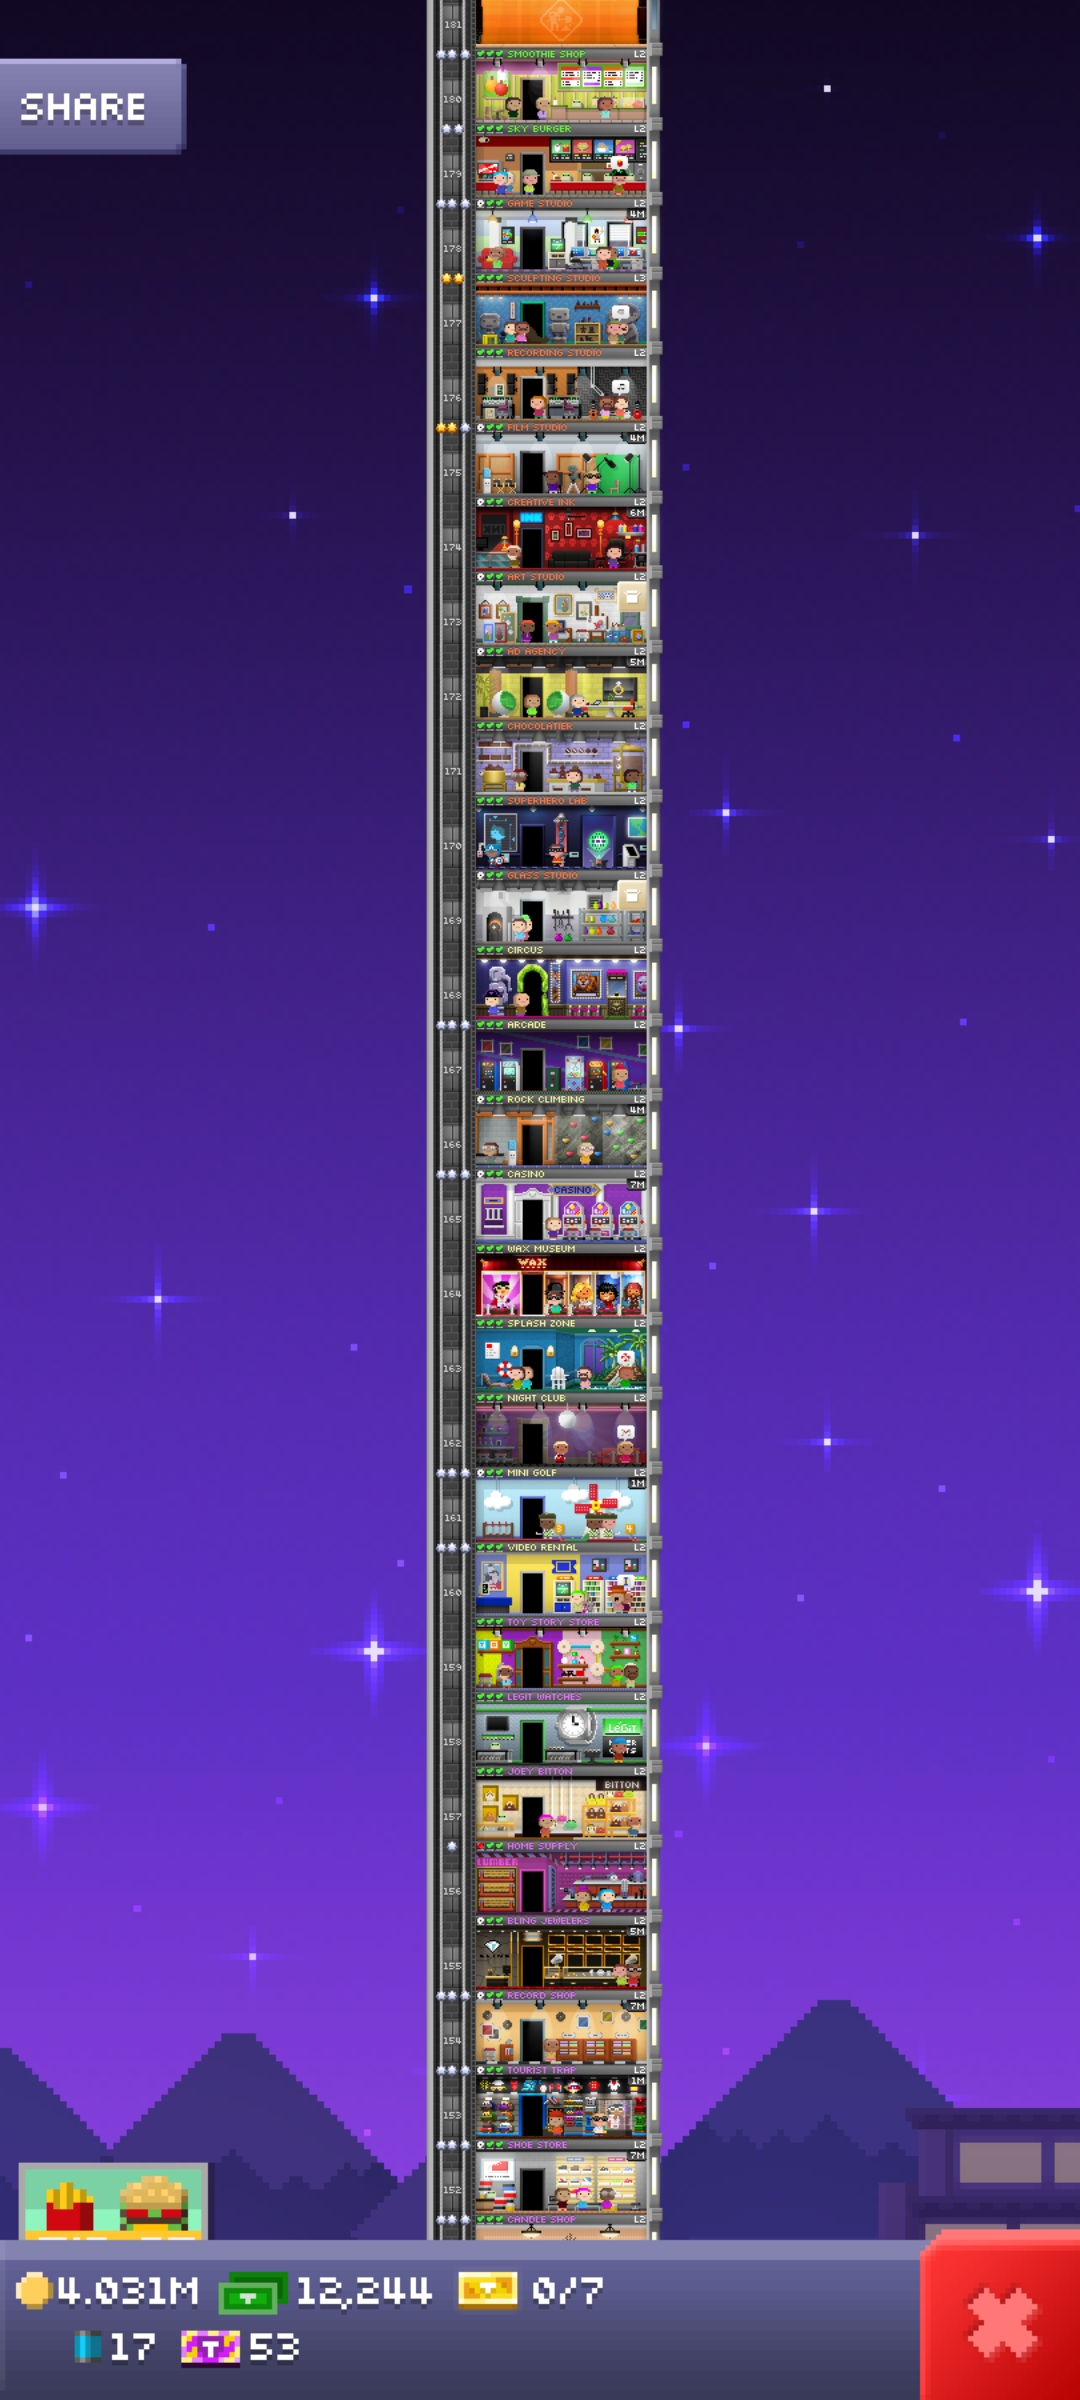 181
SHARE
SMOOTHIE SHOP L2
180
SKY BURGER L2
179
GAME STUDIO L2
4M
178
SCULPTING STUDIO L3
177
RECORDING STUDIO L2
176
FILM STUDIO L2
4M
175
CREATIVE INK L2
6M
INK
174
ART STUDIO L2
173
AD AGENCY L2
5M
172
CHOCOLATIER L2
171
SUPERHERO LAB L2
170
GLASS STUDIO L2
169
CIRCUS L2
168
ARCADE L2
167
ROCK CLIMBING L2
4M
166
CASINO L2
7M
CASINO
165
WAX MUSEUM L2
WAX
164
SPLASH ZONE L2
163
NIGHT CLUB L2
162
MINI GOLF L2
1M
161
VIDEO RENTAL L2
160
TOY STORY STORE L2
TOY
159
LEGIT WATCHES L2
LéGiT
158
JOEY BITTON L2
BITTON
157
HOME SUPPLY L2
LUMBER
156
BLING JEWELERS L2
5M
155
RECORD SHOP L2
7M
154
TOURIST TRAP L2
1M
153
SHOE STORE L2
7M
152
CANDLE SHOP L2
4.031M 12,244 0/7
17 T 53